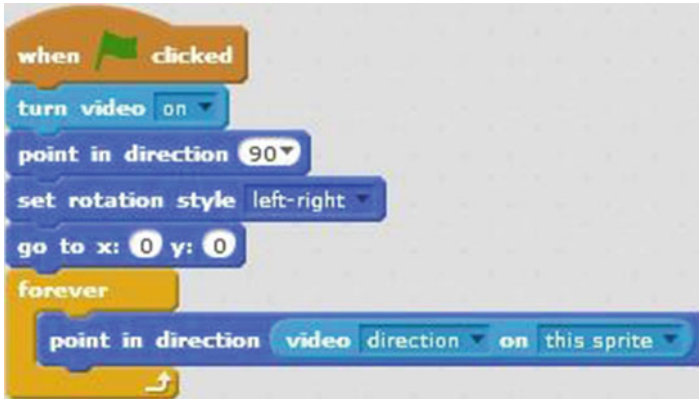 when clicked
turn video on
point in direction 90
set rotation style left-right
go to x: 0 y: 0
forever
point in direction video direction on this sprite